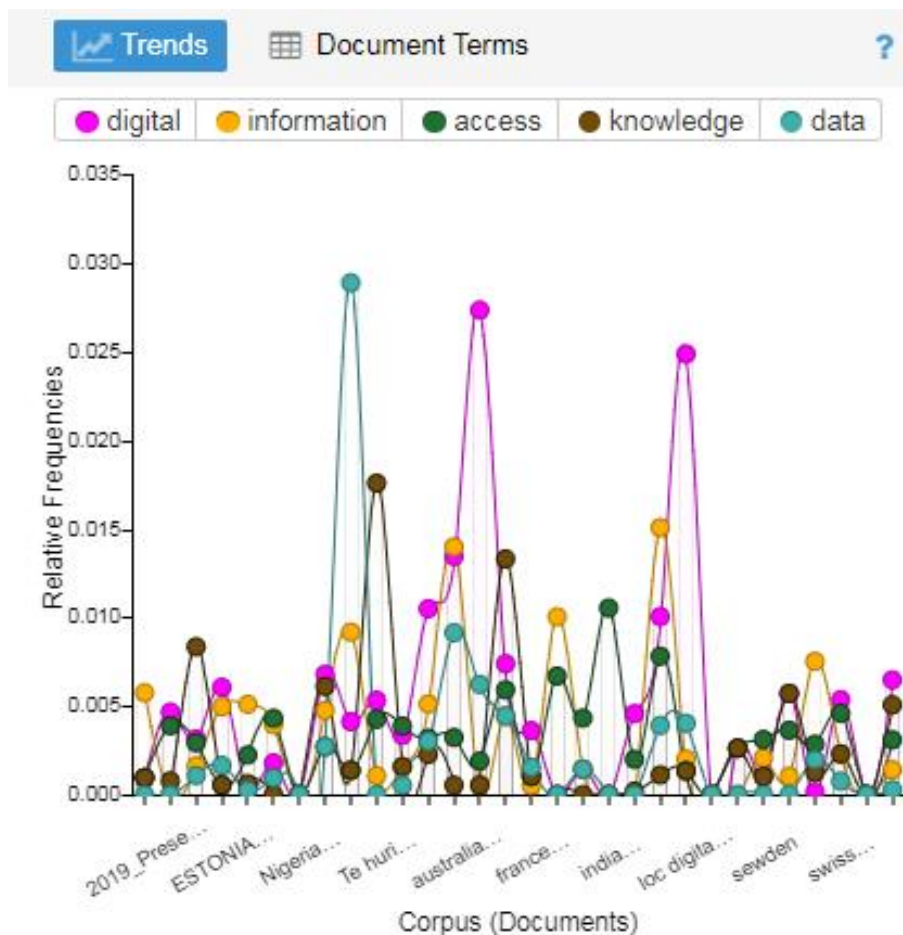 Trends Document Terms ?
digital information access knowledge data
0.035
0.030
0.025
0.020
0.015
0.010
0.005
0.000
Relative Frequencies
2019_Prese... ESTONIA... Nigeria... Te huri... australia... france... india... loc digita... sewden swiss...
Corpus (Documents)